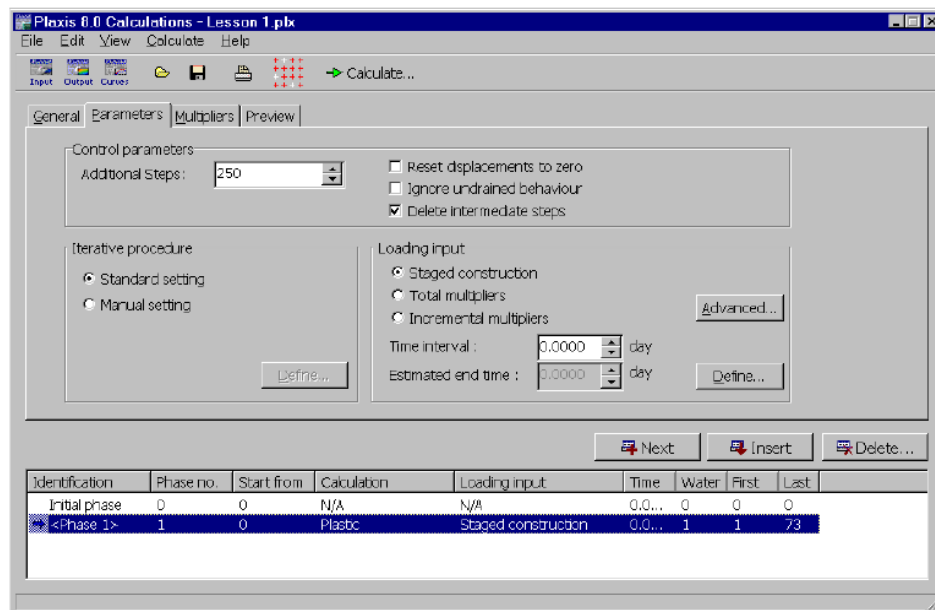 Plaxis 8.0 Calculations - Lesson 1.plx
File Edit View Calculate Help
Input Output Curves Calculate...
General Parameters Multipliers Preview
Control parameters
Additional Steps: 250
Reset displacements to zero
Ignore undrained behaviour
Delete intermediate steps
Iterative procedure
Standard setting
Manual setting
Define...
Loading input
Staged construction
Total multipliers
Incremental multipliers
Advanced...
Time interval : 0.0000 day
Estimated end time : 0.0000 day
Define...
Next Insert Delete...
Identification Phase no. Start from Calculation Loading input Time Water First Last
Initial phase 0 0 N/A N/A 0.0... 0 0 0
<Phase 1> 1 0 Plastic Staged construction 0.0... 1 1 73